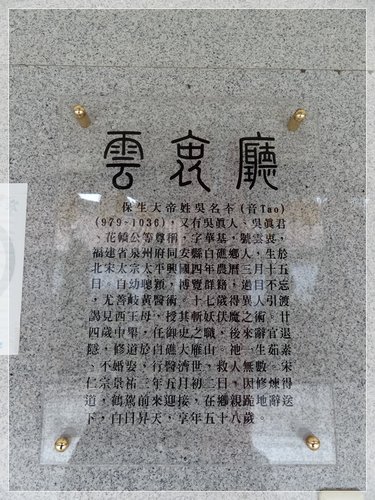 雲衷廳
保生大帝姓吳名夲(音Tao)
(979-1036)，又有吳真人、吳真君
、花轎公等尊稱，字華基，號雲衷，
福建省泉州府同安縣白礁鄉人，生於
北宋太宗太平興國四年農曆三月十五
日。自幼聰穎，博覽群籍，過目不忘
，尤善岐黃醫術。十七歲得異人引渡
謁見西王母，授其斬妖伏魔之術。廿
四歲中舉，任御史之職，後來辭官退
隱，修道於白礁大雁山。祂一生茹素
、不婚娶，行醫濟世，救人無數。宋
仁宗景祐三年五月初二日，因修煉得
道，鶴駕前來迎接，在鄉親跪地辭送
下，白日昇天，享年五十八歲。